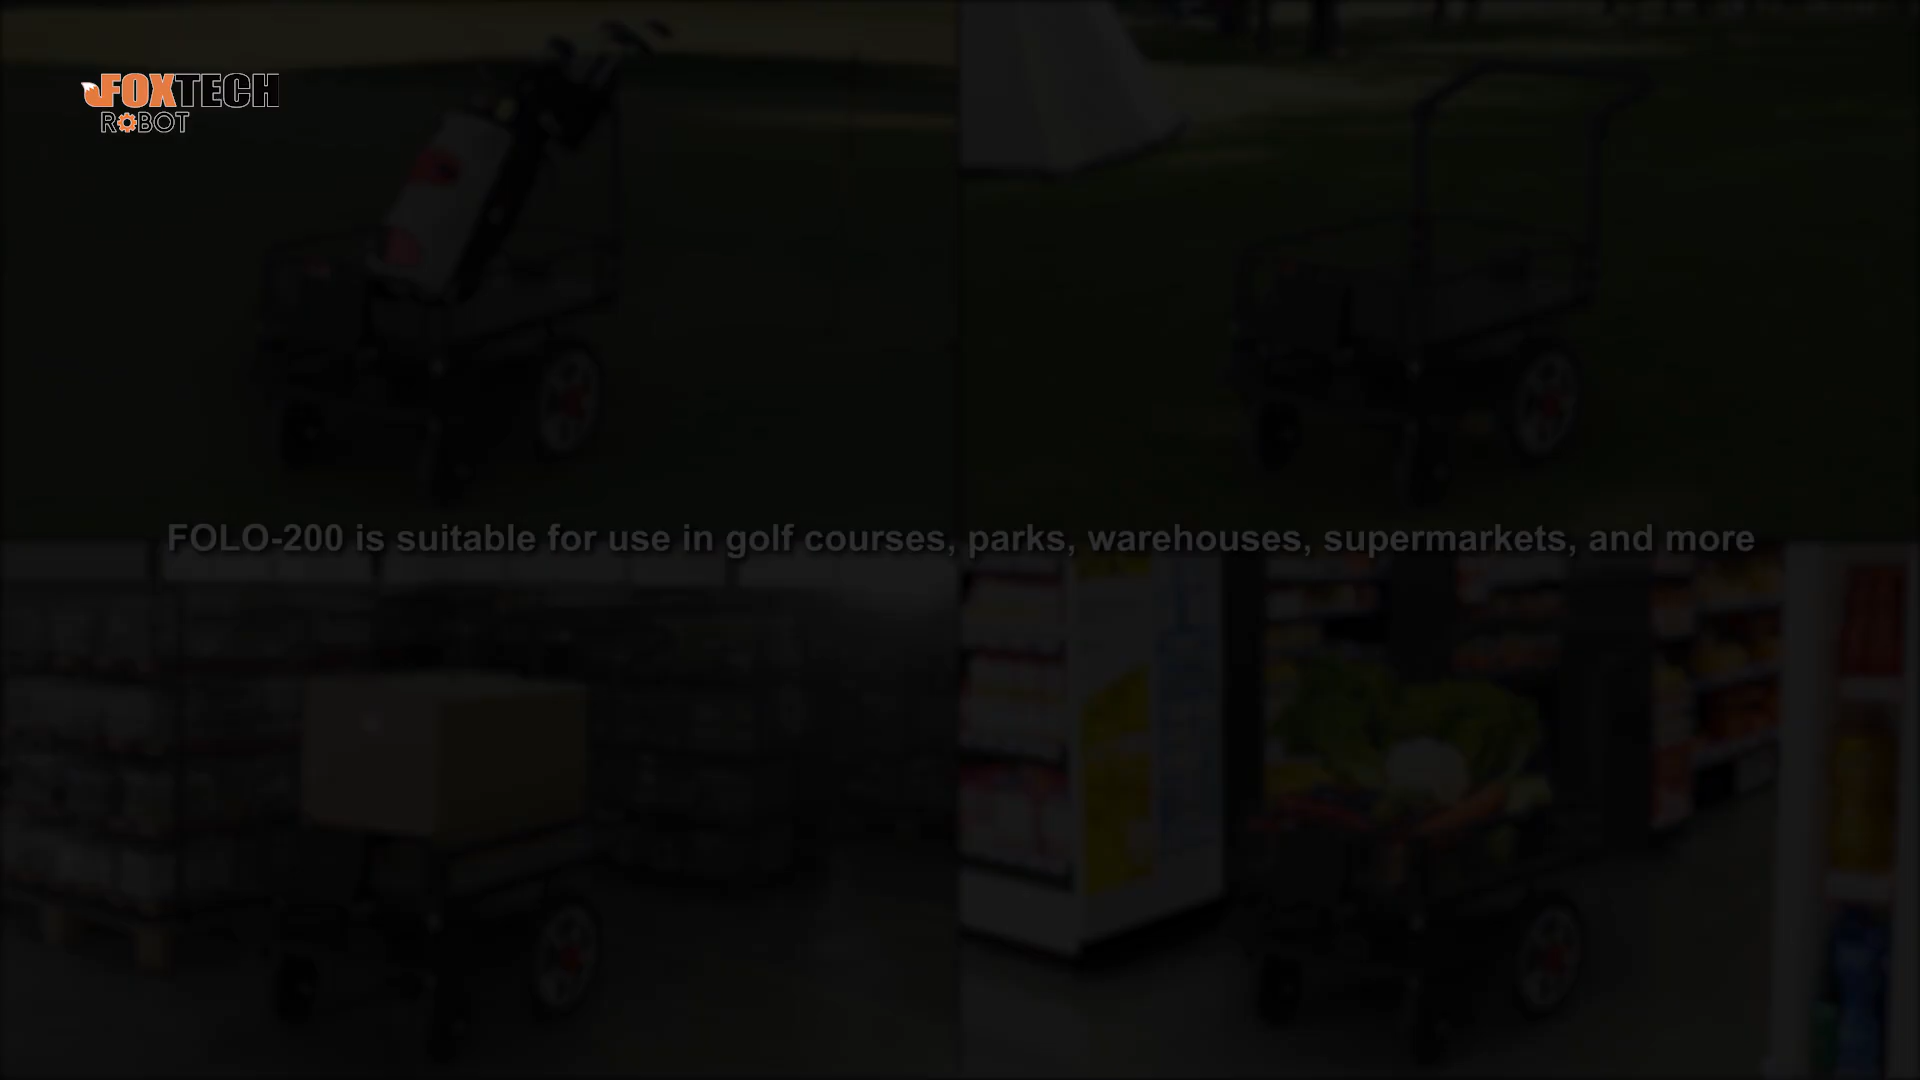 FOXTECH
ROBOT
FOLO-200 is suitable for use in golf courses, parks, warehouses, supermarkets, and more